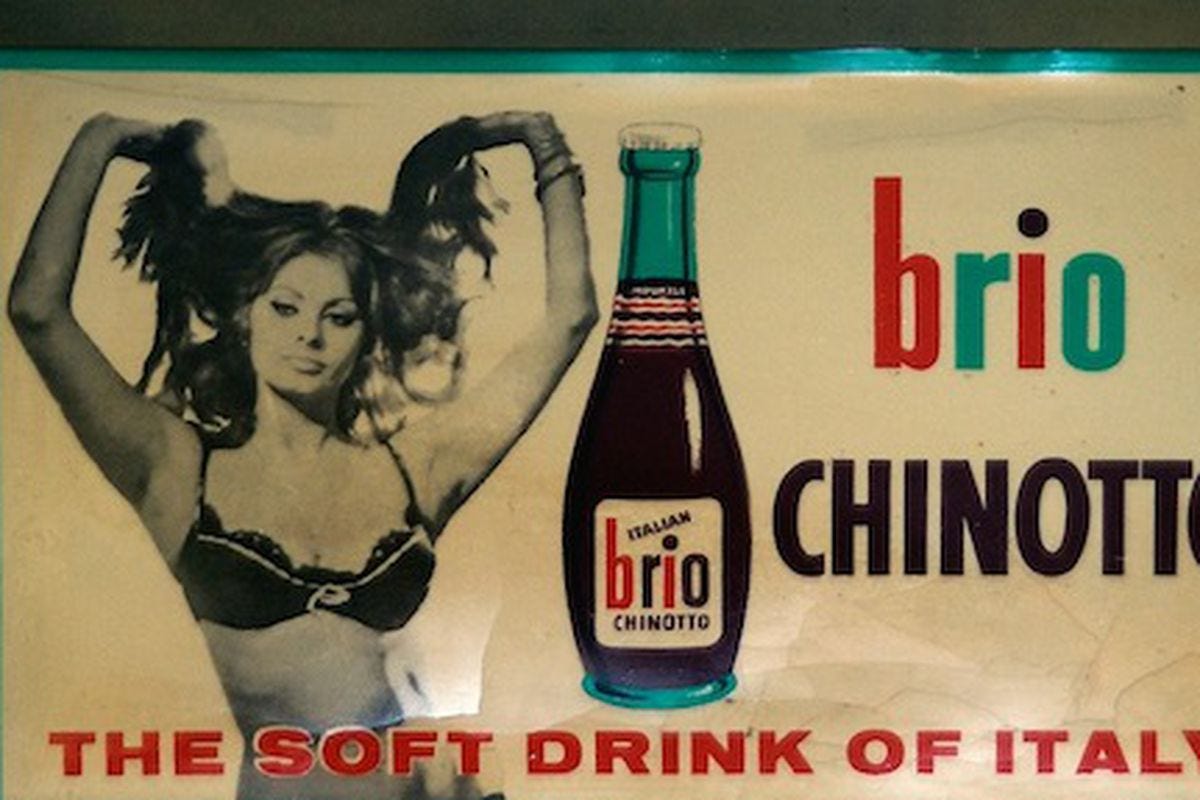 brio
CHINOTTO
ITALIAN
brio
CHINOTTO
THE SOFT DRINK OF ITALY